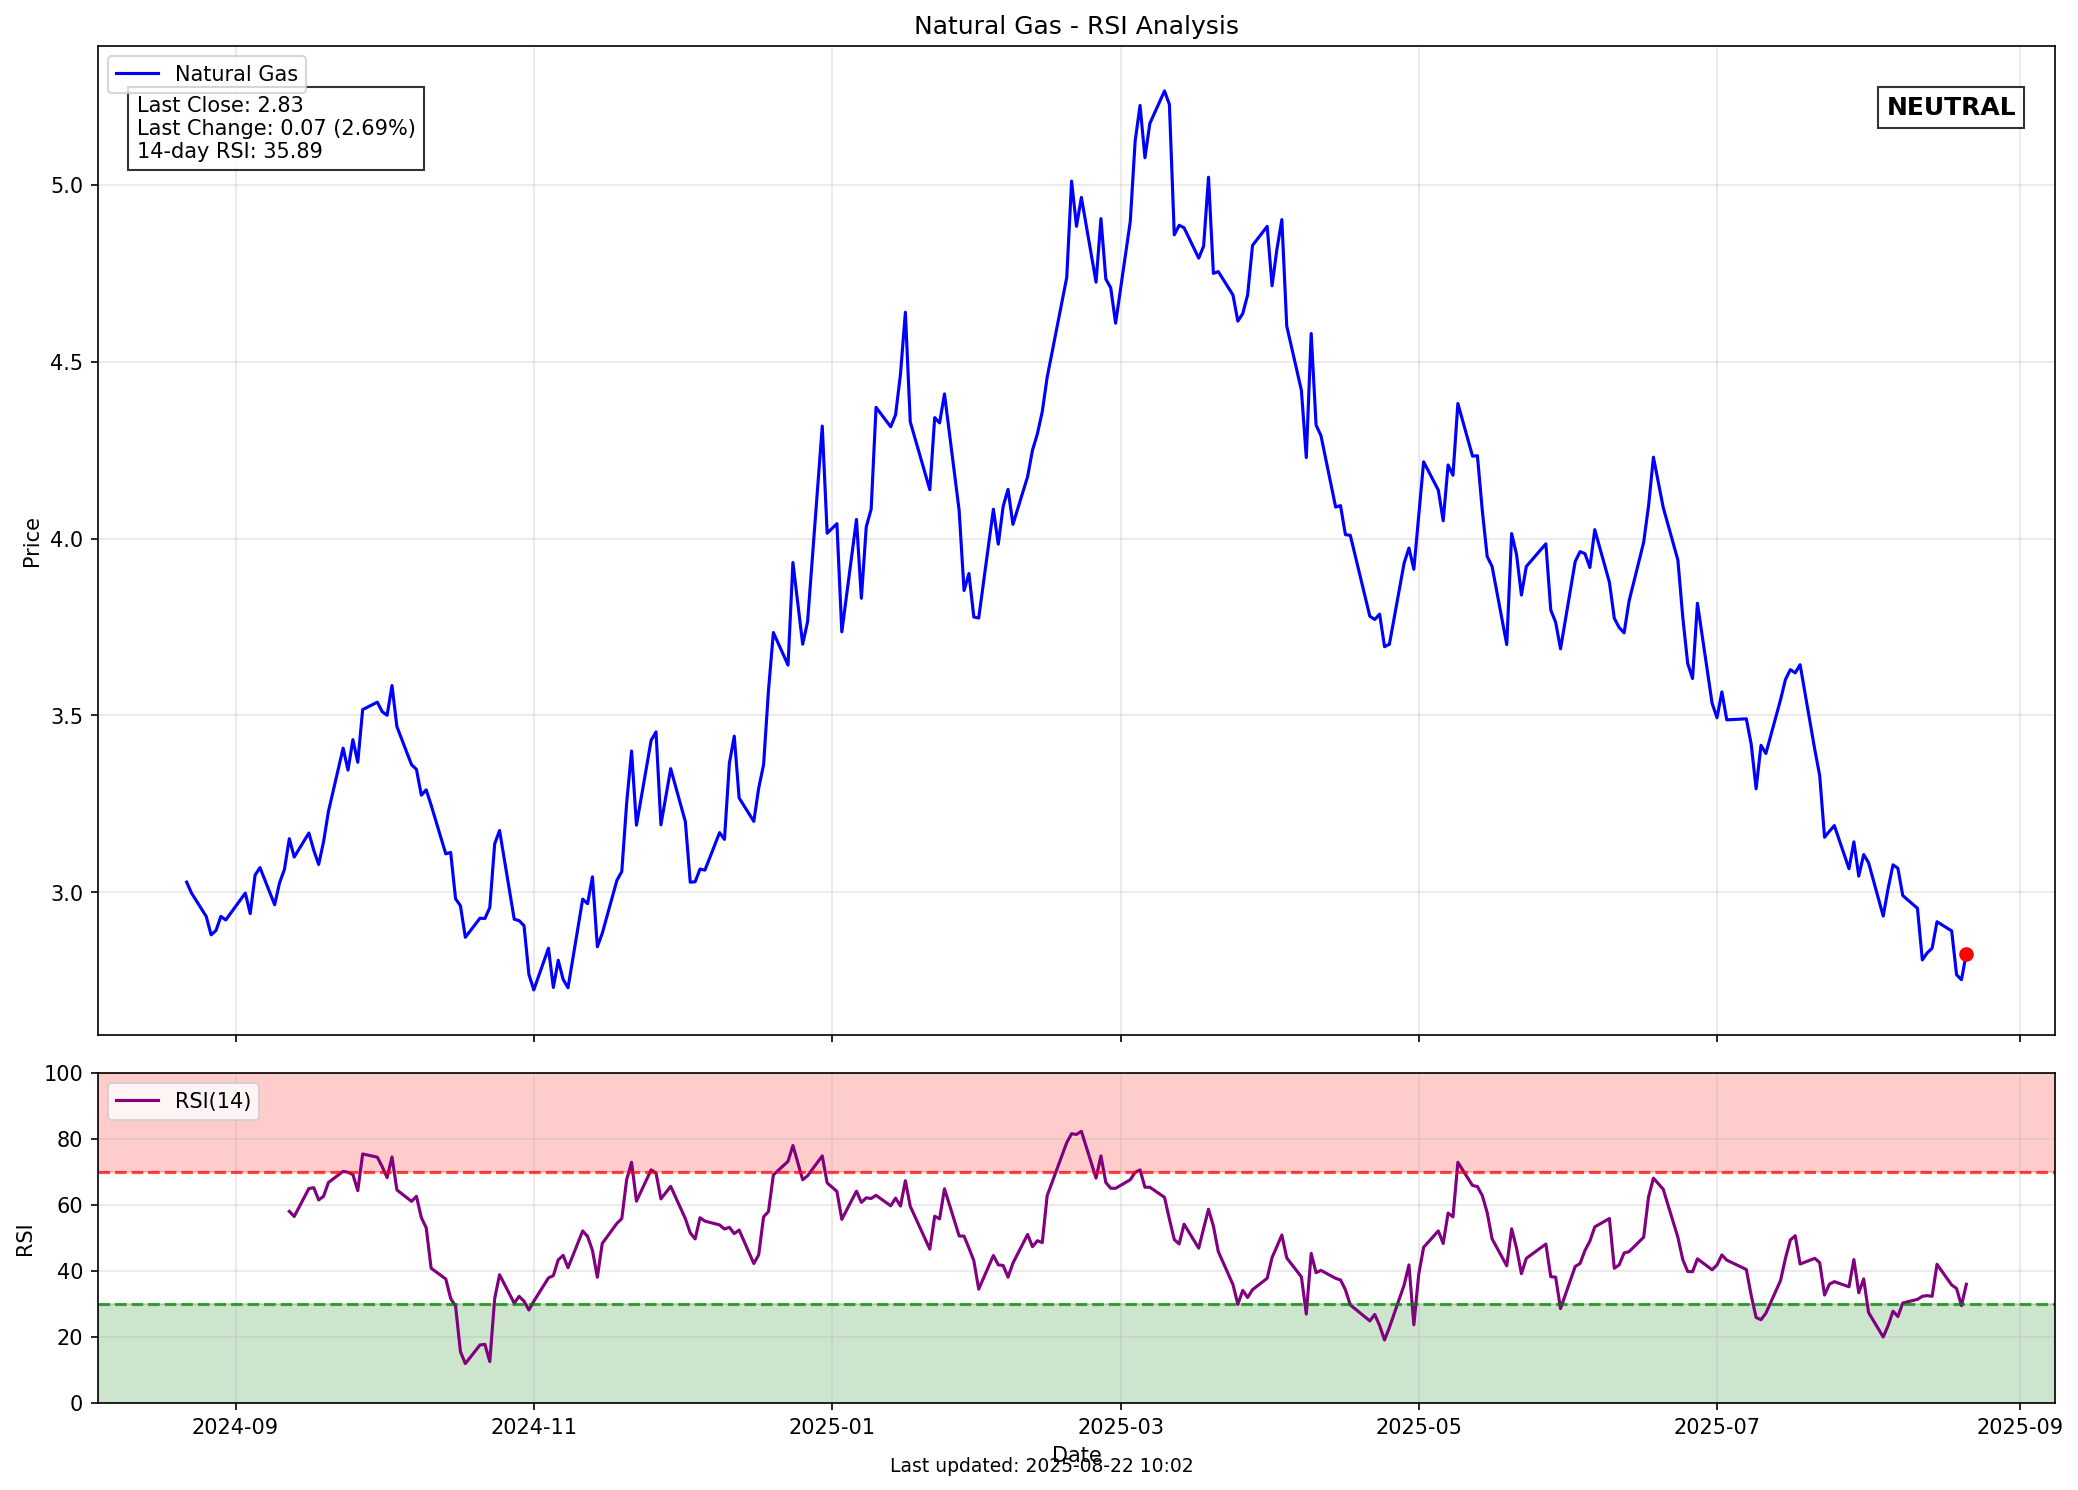 Natural Gas - RSI Analysis
Natural Gas
Last Close: 2.83
Last Change: 0.07 (2.69%)
14-day RSI: 35.89
NEUTRAL
Price
5.0
4.5
4.0
3.5
3.0
RSI(14)
RSI
100
80
60
40
20
0
2024-09
2024-11
2025-01
2025-03
2025-05
2025-07
2025-09
Date
Last updated: 2025-08-22 10:02